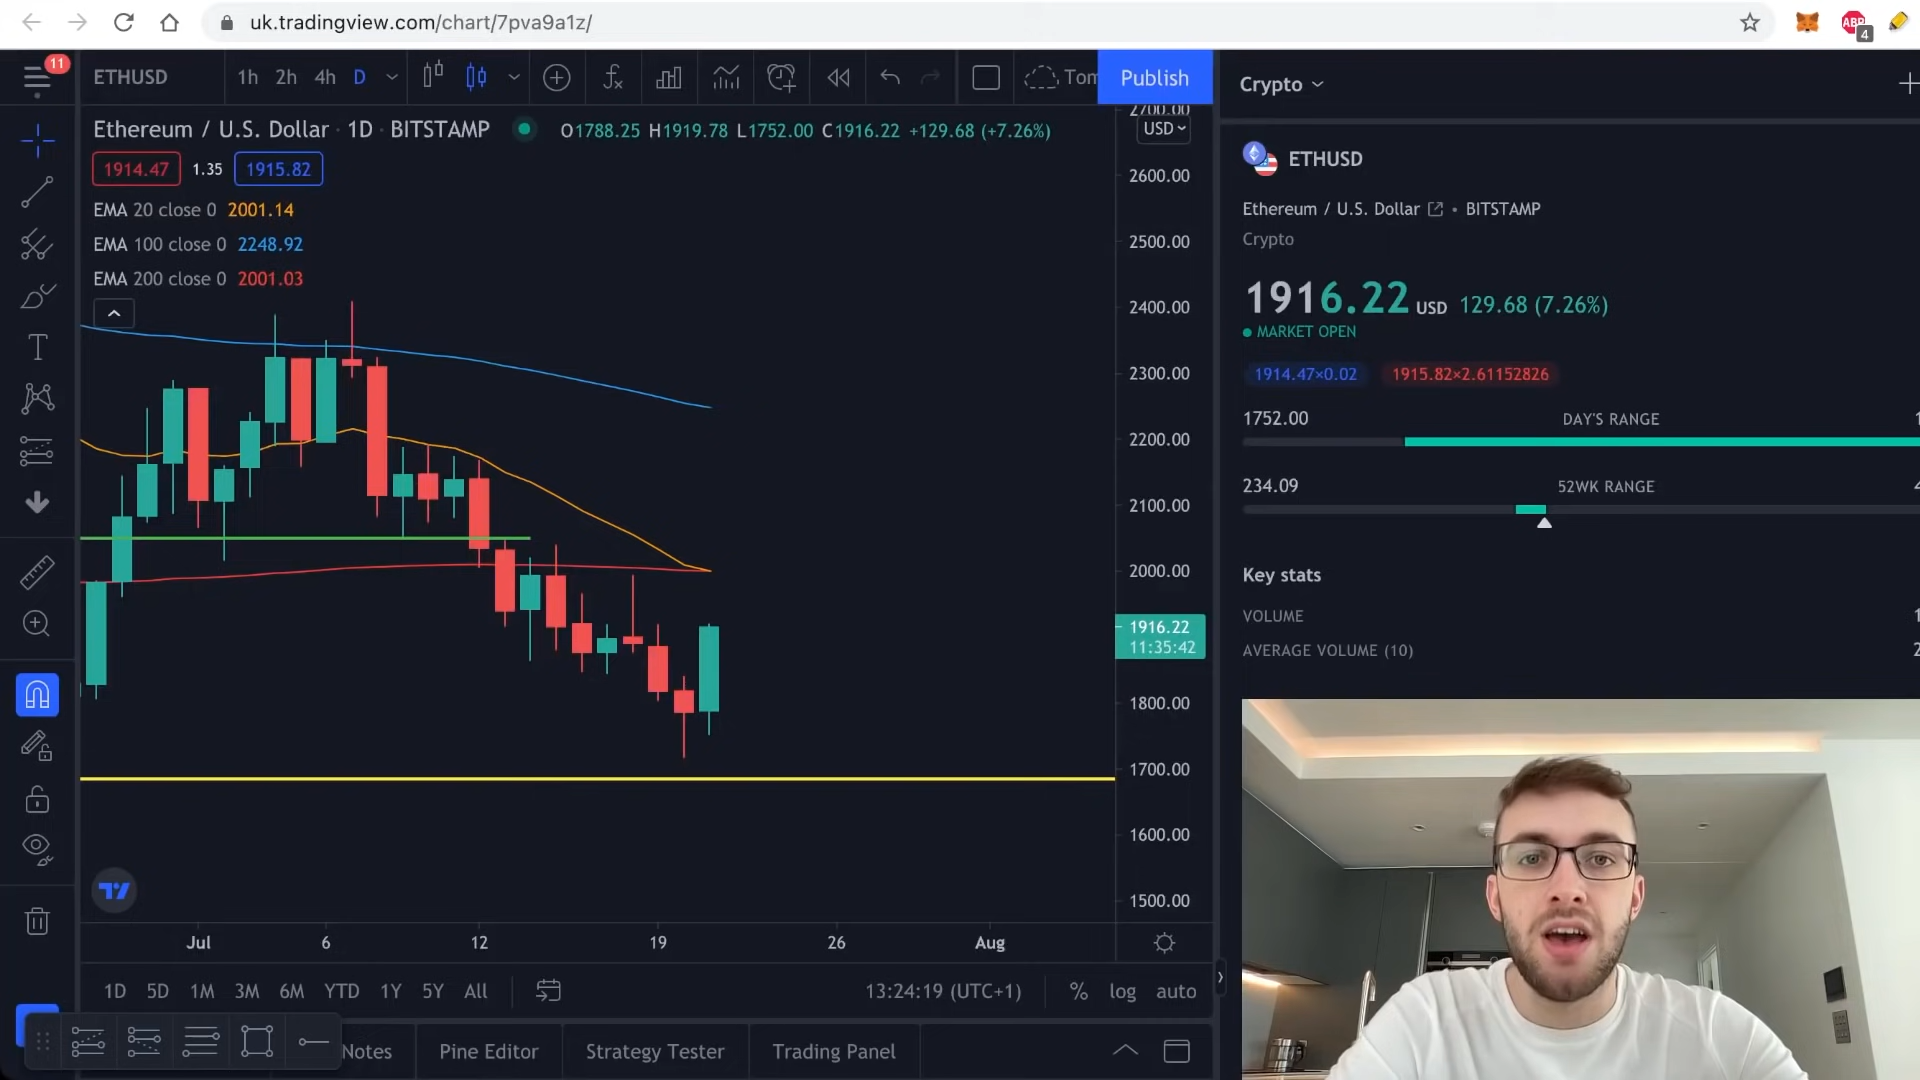 uk.tradingview.com/chart/7pva9a1z/
ABP
4
11
ETHUSD
1h 2h 4h D
Tom
Publish
Crypto
Ethereum / U.S. Dollar · 1D · BITSTAMP
O1788.25 H1919.78 L1752.00 C1916.22 +129.68 (+7.26%)
1914.47 1.35 1915.82
EMA 20 close 0 2001.14
EMA 100 close 0 2248.92
EMA 200 close 0 2001.03
2700.00
USD
2600.00
2500.00
2400.00
2300.00
2200.00
2100.00
2000.00
1916.22
11:35:42
1800.00
1700.00
1600.00
1500.00
Jul 6 12 19 26 Aug
1D 5D 1M 3M 6M YTD 1Y 5Y All
13:24:19 (UTC+1)
% log auto
Notes
Pine Editor
Strategy Tester
Trading Panel
ETHUSD
Ethereum / U.S. Dollar • BITSTAMP
Crypto
1916.22 USD 129.68 (7.26%)
MARKET OPEN
1914.47×0.02 1915.82×2.61152826
1752.00 DAY'S RANGE
234.09 52WK RANGE
Key stats
VOLUME
AVERAGE VOLUME (10)